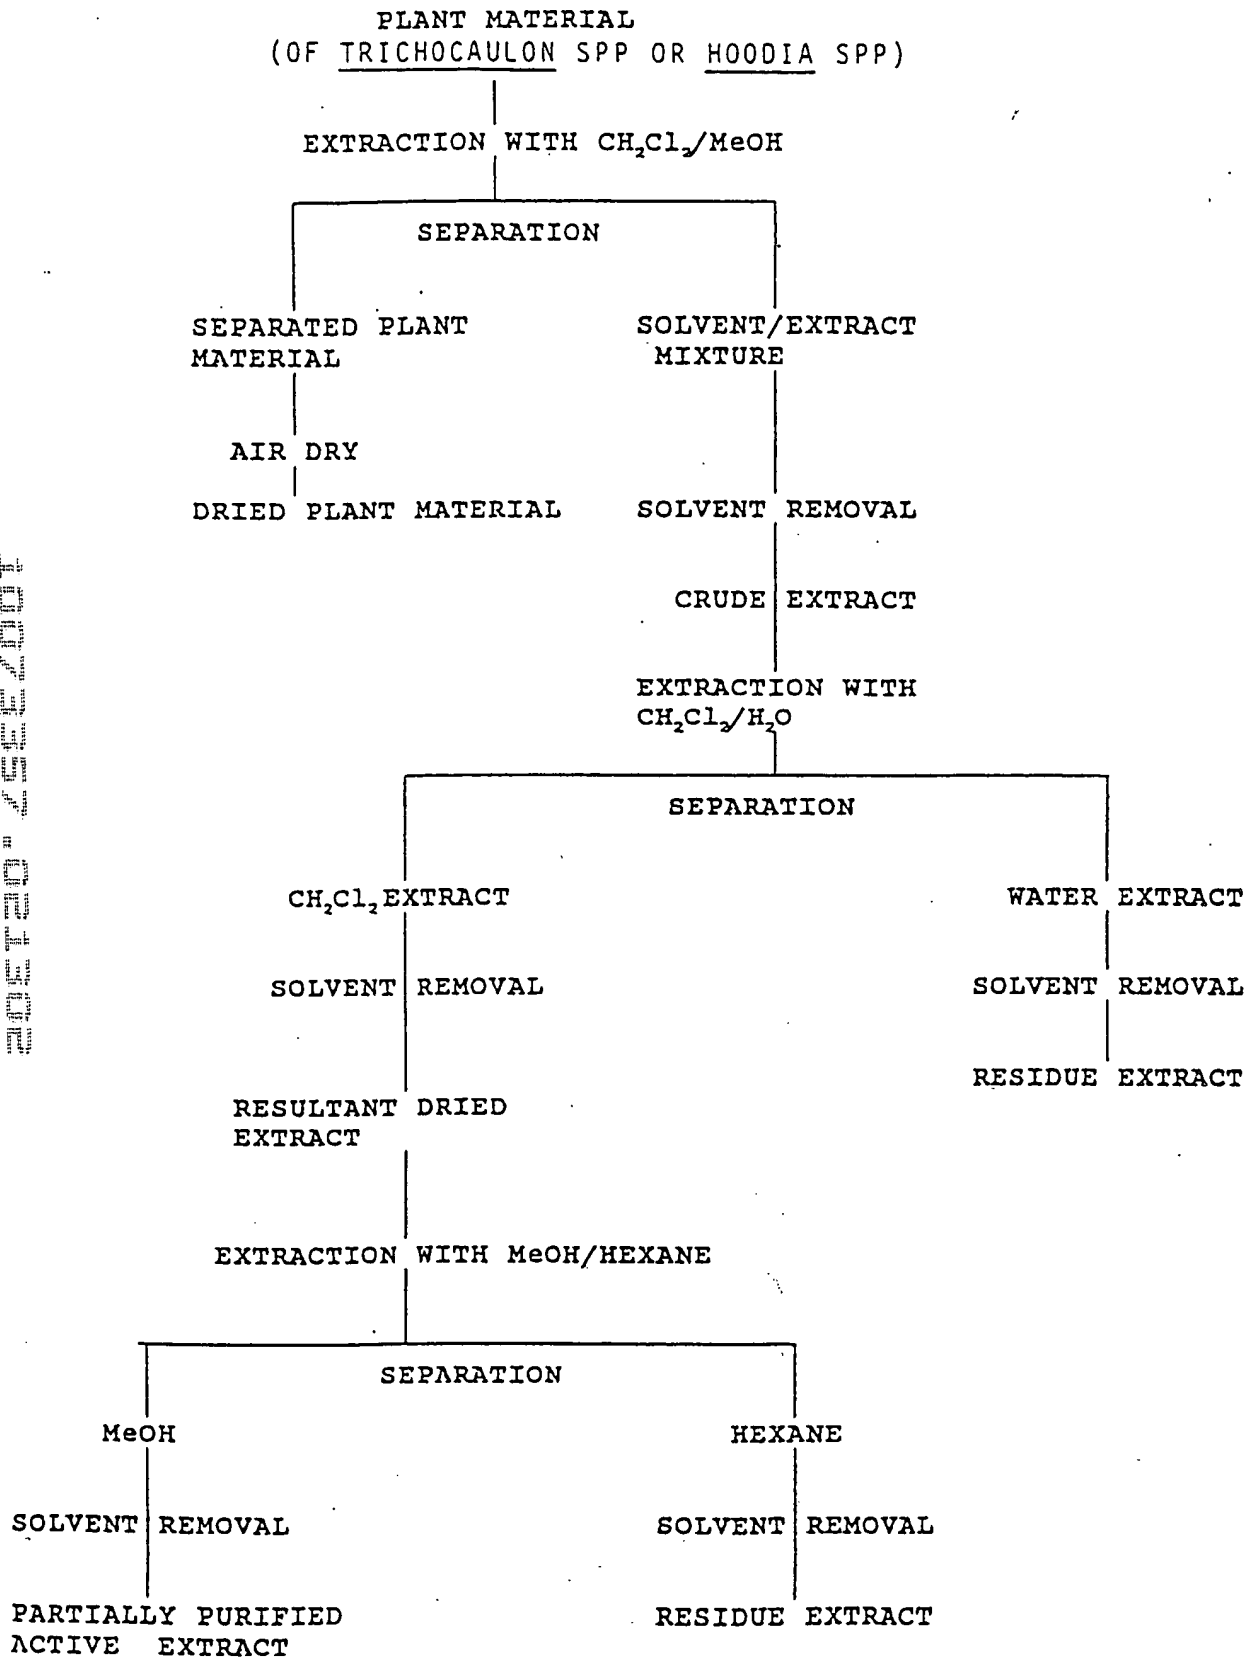 PLANT MATERIAL
(OF TRICHOCAULON SPP OR HOODIA SPP)
EXTRACTION WITH CH₂Cl₂/MeOH
SEPARATION
SEPARATED PLANT
MATERIAL
SOLVENT/EXTRACT
MIXTURE
AIR DRY
DRIED PLANT MATERIAL
SOLVENT REMOVAL
CRUDE EXTRACT
EXTRACTION WITH
CH₂Cl₂/H₂O
SEPARATION
CH₂Cl₂ EXTRACT
WATER EXTRACT
SOLVENT REMOVAL
SOLVENT REMOVAL
RESIDUE EXTRACT
RESULTANT DRIED
EXTRACT
EXTRACTION WITH MeOH/HEXANE
SEPARATION
MeOH
HEXANE
SOLVENT REMOVAL
SOLVENT REMOVAL
PARTIALLY PURIFIED
ACTIVE EXTRACT
RESIDUE EXTRACT